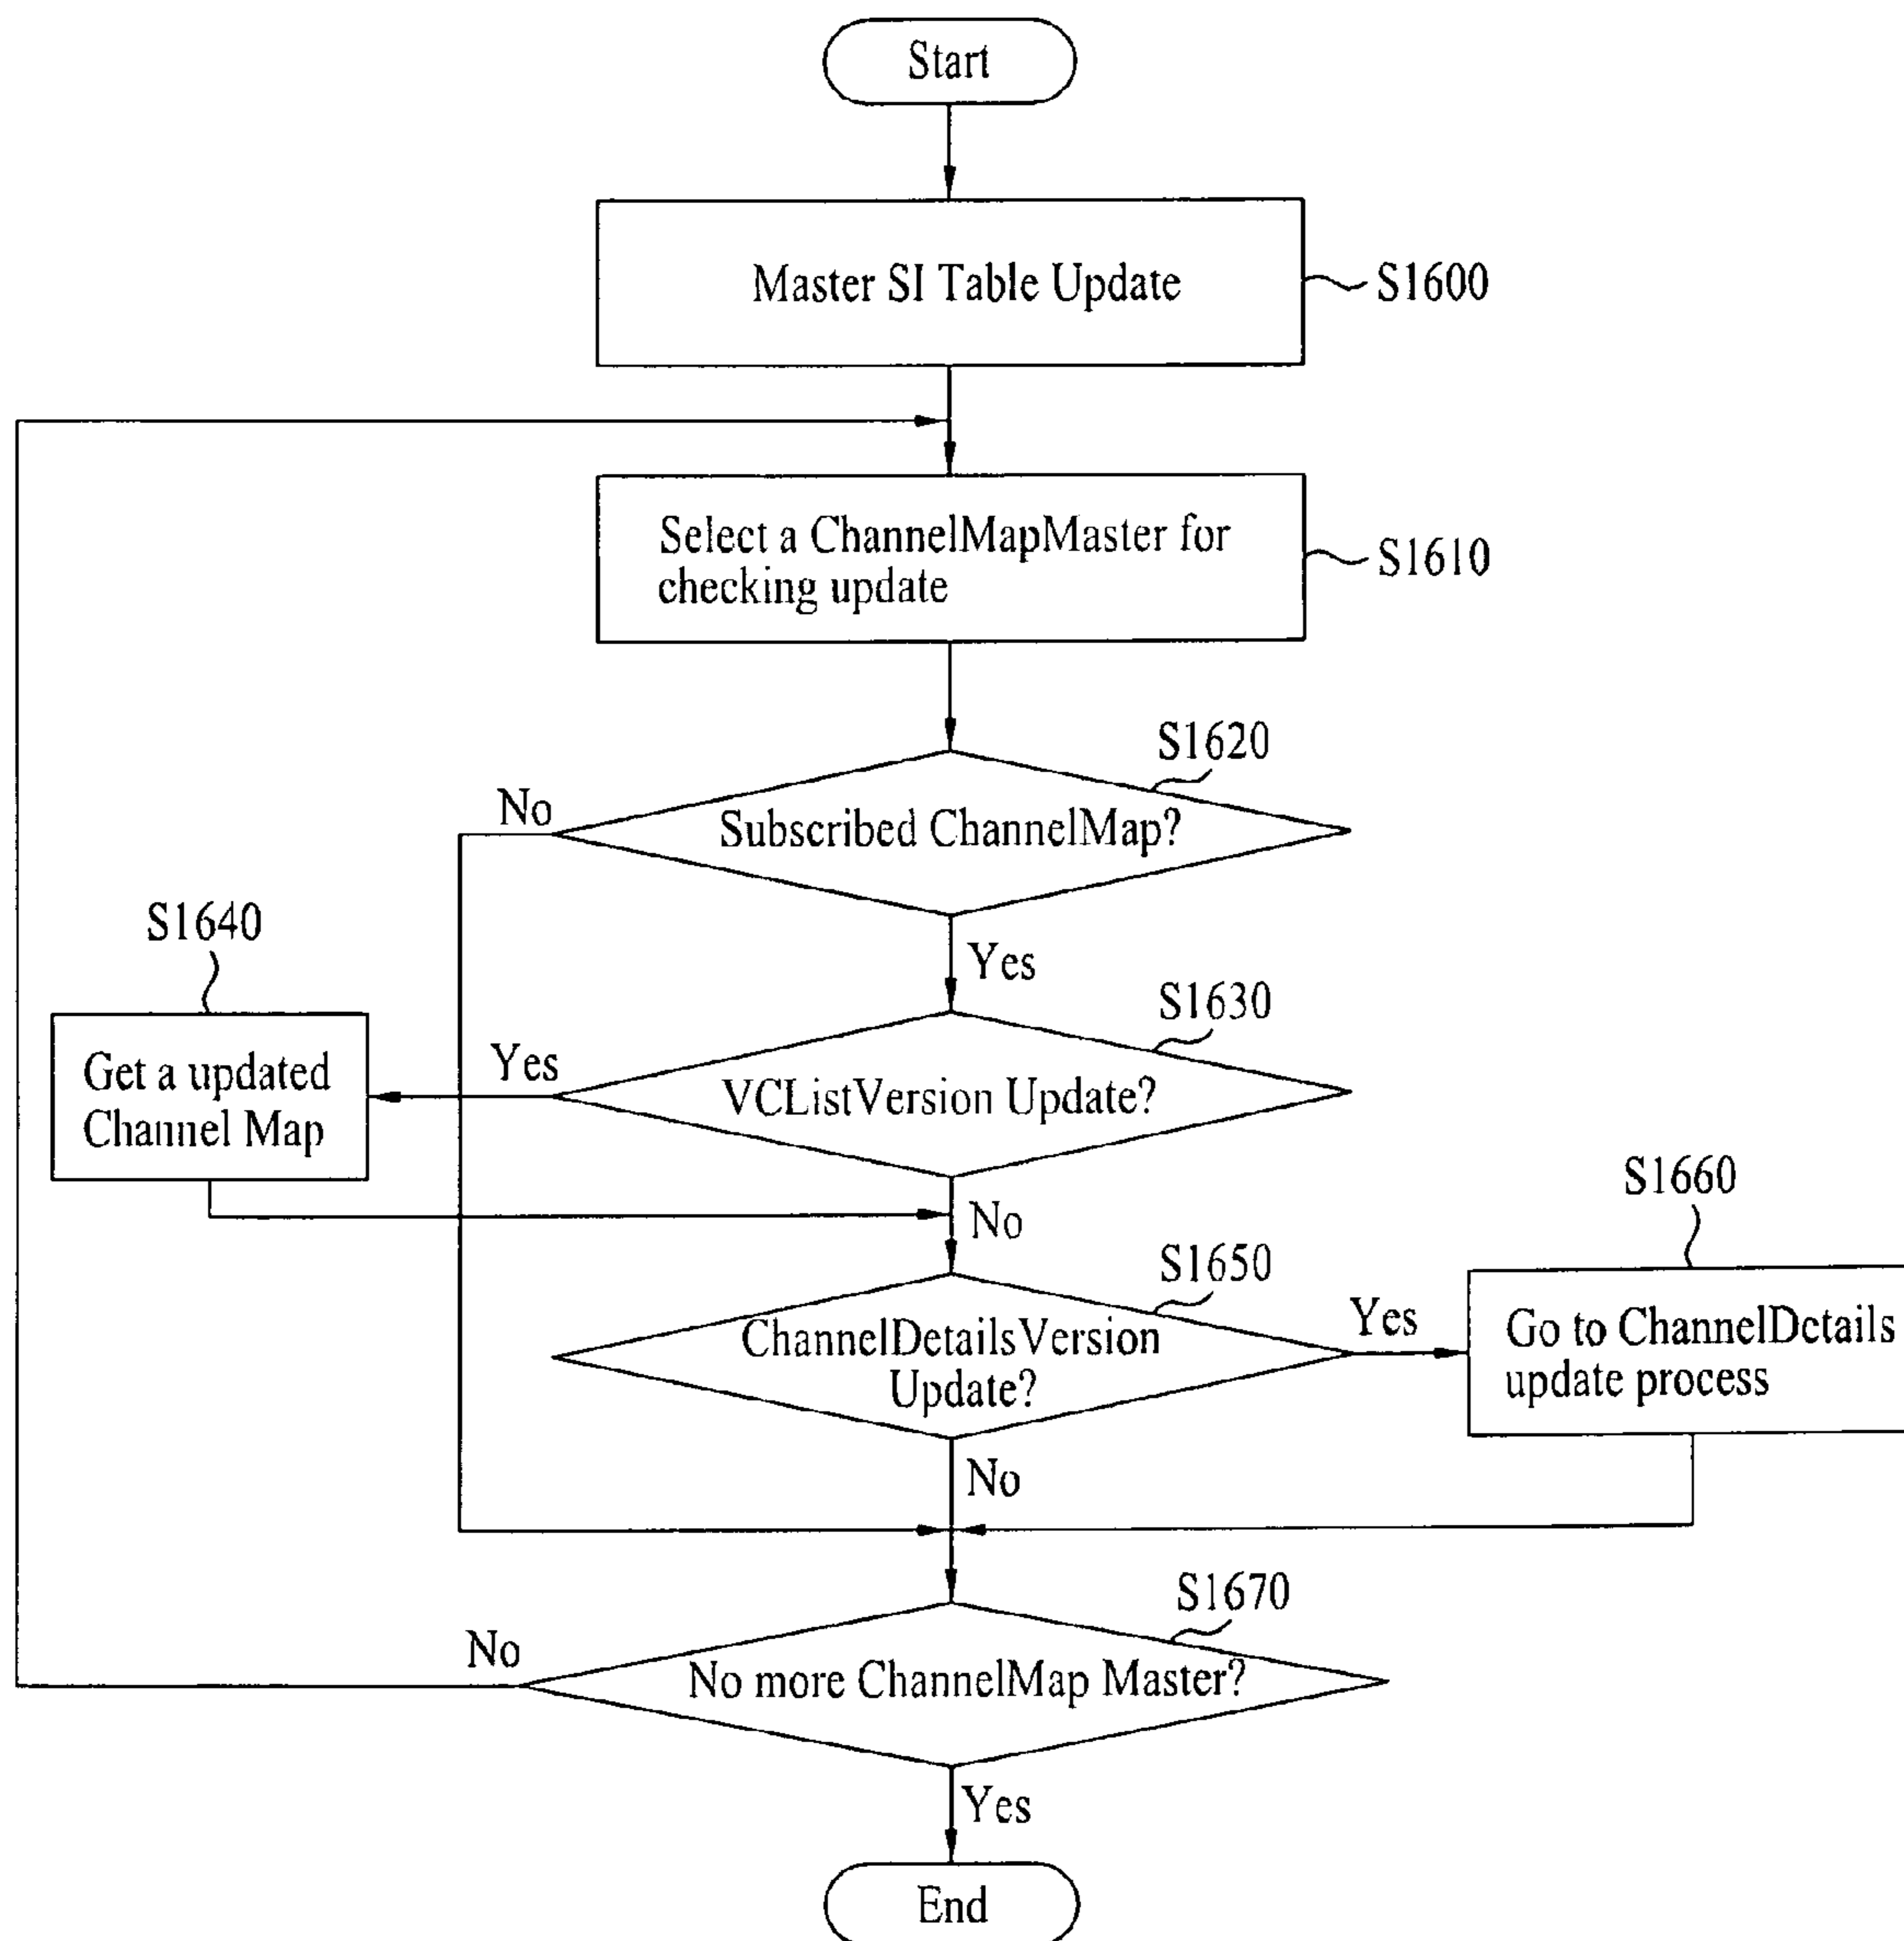 Start
Master SI Table Update
S1600
Select a ChannelMapMaster for
checking update
S1610
S1620
No
Subscribed ChannelMap?
S1640
Yes
S1630
Get a updated
Channel Map
Yes
VCListVersion Update?
No
S1660
S1650
ChannelDetailsVersion
Update?
Yes
Go to ChannelDetails
update process
No
S1670
No
No more ChannelMap Master?
Yes
End